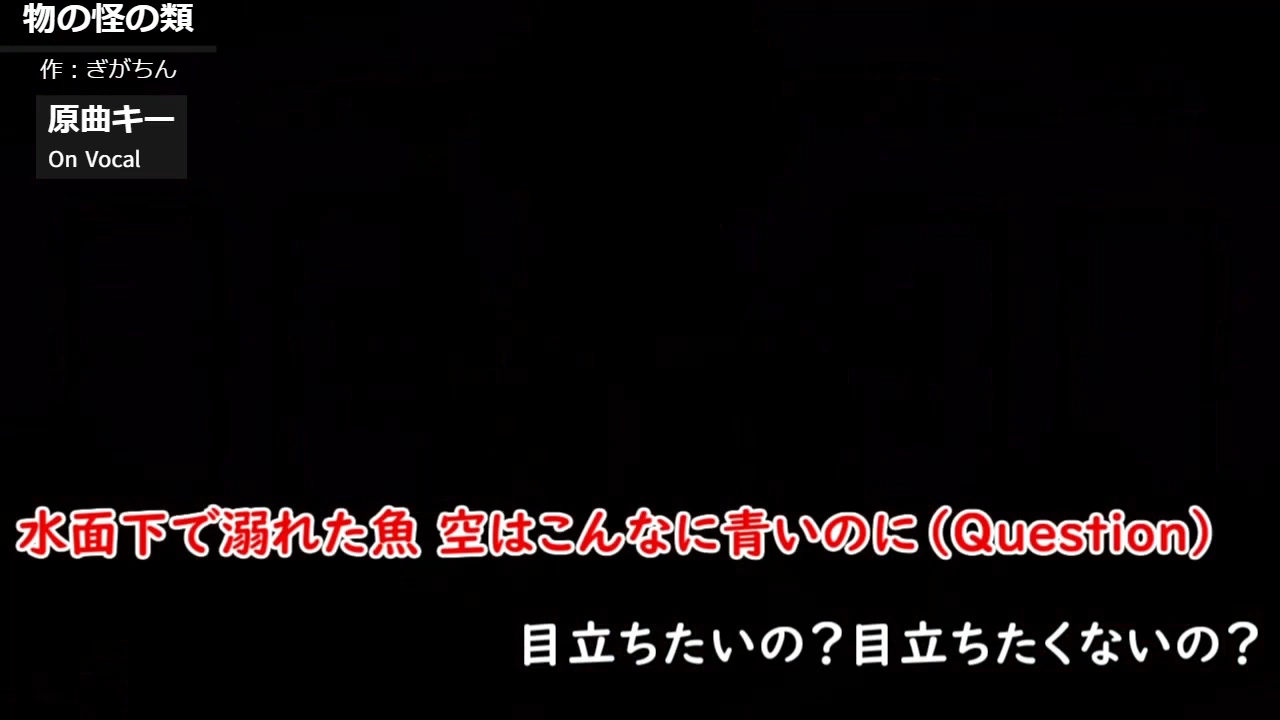 物の怪の類
作：ぎがちん
原曲キー
On Vocal
水面下で溺れた魚 空はこんなに青いのに（Question）
目立ちたいの？目立ちたくないの？